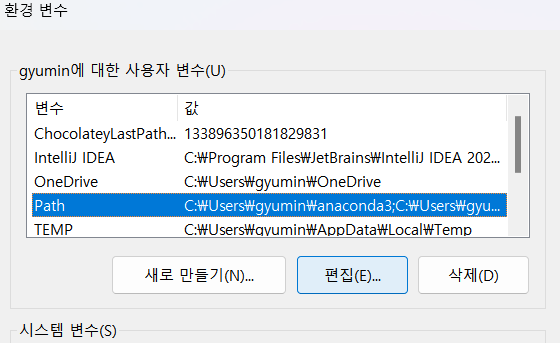 환경 변수
gyumin에 대한 사용자 변수(U)
변수 값
ChocolateyLastPath... 133896350181829831
IntelliJ IDEA C:₩Program Files₩JetBrains₩IntelliJ IDEA 202...
OneDrive C:₩Users₩gyumin₩OneDrive
Path C:₩Users₩gyumin₩anaconda3;C:₩Users₩gyu...
TEMP C:₩Users₩gyumin₩AppData₩Local₩Temp
새로 만들기(N)... 편집(E)... 삭제(D)
시스템 변수(S)